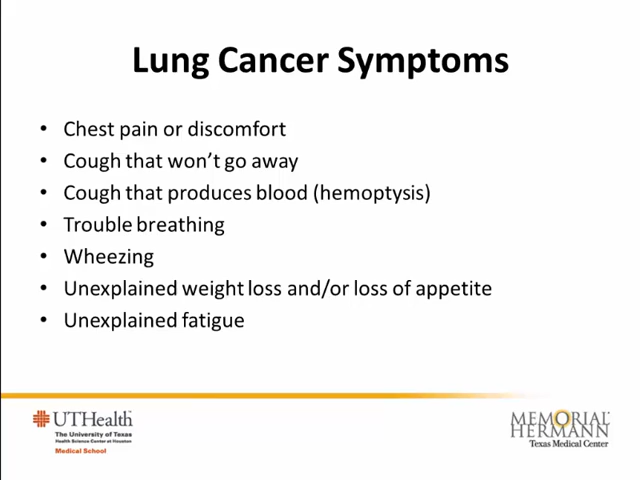 Lung Cancer Symptoms
• Chest pain or discomfort
• Cough that won’t go away
• Cough that produces blood (hemoptysis)
• Trouble breathing
• Wheezing
• Unexplained weight loss and/or loss of appetite
• Unexplained fatigue
UTHealth
The University of Texas
Health Science Center at Houston
Medical School
MEMORIAL
HERMANN
Texas Medical Center